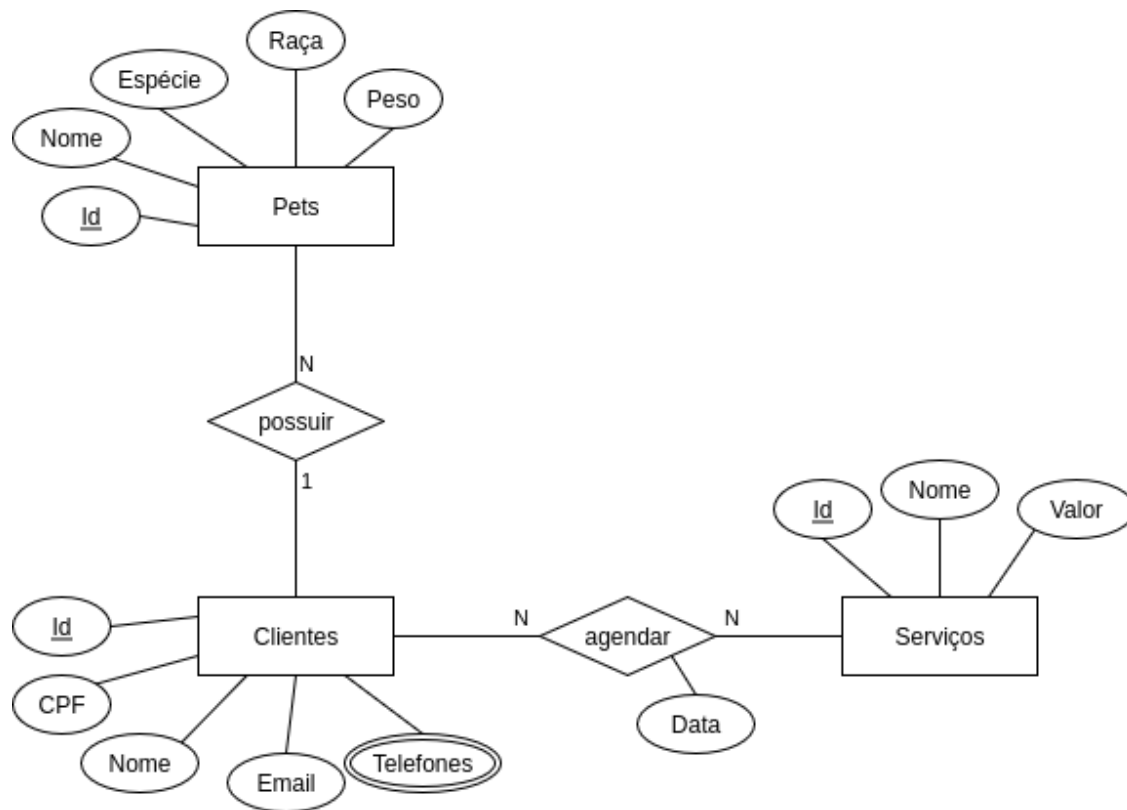 Raça
Espécie
Peso
Nome
Pets
Id
N
possuir
1
Id
Nome
Valor
Id
Clientes
N
agendar
N
Serviços
CPF
Data
Nome
Email
Telefones